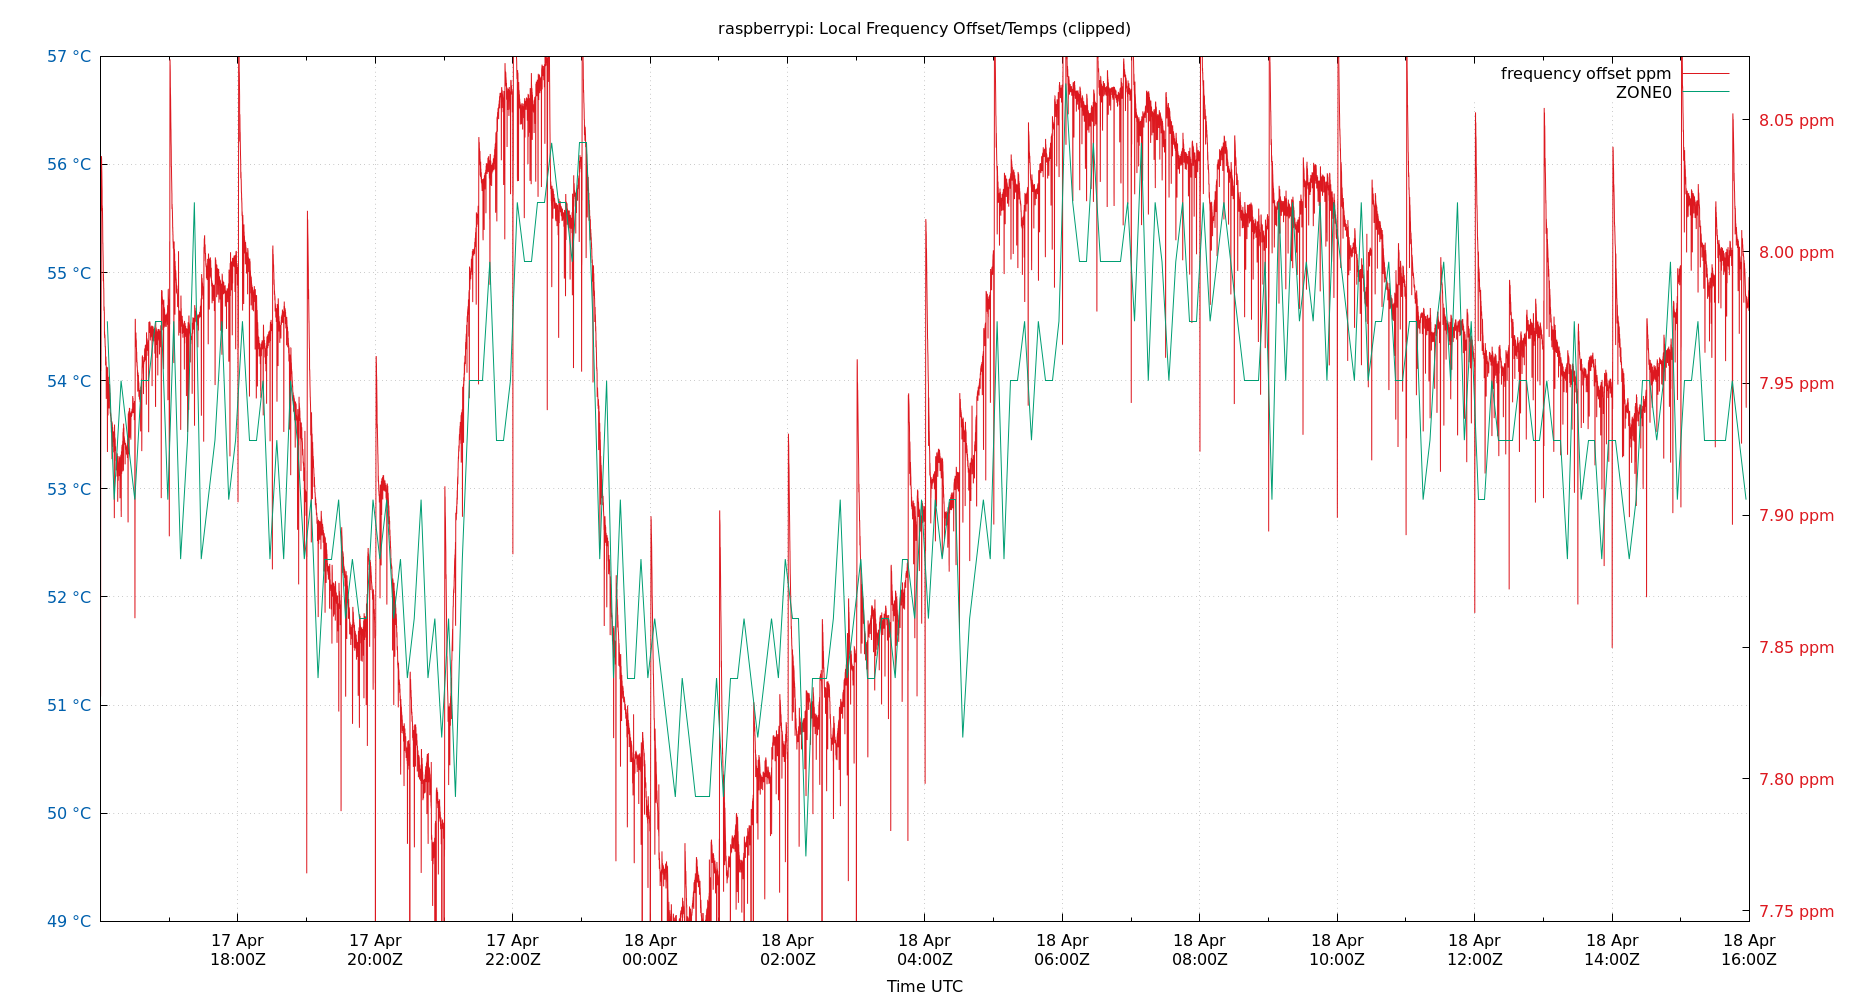 raspberrypi: Local Frequency Offset/Temps (clipped)
57 °C
56 °C
55 °C
54 °C
53 °C
52 °C
51 °C
50 °C
49 °C
frequency offset ppm
ZONE0
8.05 ppm
8.00 ppm
7.95 ppm
7.90 ppm
7.85 ppm
7.80 ppm
7.75 ppm
17 Apr
18:00Z
17 Apr
20:00Z
17 Apr
22:00Z
18 Apr
00:00Z
18 Apr
02:00Z
18 Apr
04:00Z
18 Apr
06:00Z
18 Apr
08:00Z
18 Apr
10:00Z
18 Apr
12:00Z
18 Apr
14:00Z
18 Apr
16:00Z
Time UTC